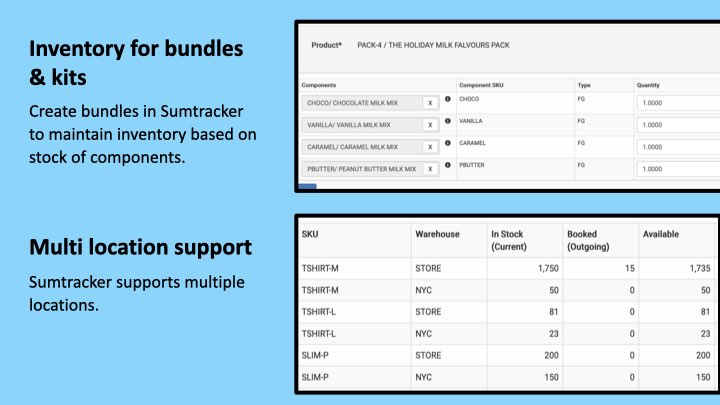 Inventory for bundles
& kits
Create bundles in Sumtracker
to maintain inventory based on
stock of components.
Product* PACK-4 / THE HOLIDAY MILK FALVOURS PACK
Components Component SKU Type Quantity
CHOCO/ CHOCOLATE MILK MIX X CHOCO FG 1.0000
VANILLA/ VANILLA MILK MIX X VANILLA FG 1.0000
CARAMEL/ CARAMEL MILK MIX X CARAMEL FG 1.0000
PBUTTER/ PEANUT BUTTER MILK MIX X PBUTTER FG 1.0000
Multi location support
Sumtracker supports multiple
locations.
SKU Warehouse In Stock Booked Available
(Current) (Outgoing)
TSHIRT-M STORE 1,750 15 1,735
TSHIRT-M NYC 50 0 50
TSHIRT-L STORE 81 0 81
TSHIRT-L NYC 23 0 23
SLIM-P STORE 200 0 200
SLIM-P NYC 150 0 150